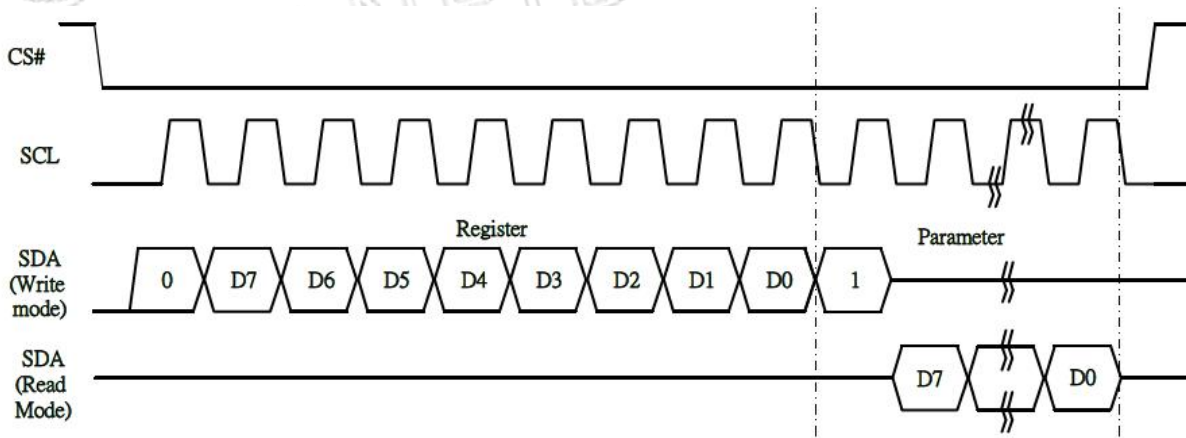 CS#
SCL
Register
Parameter
SDA
(Write
mode)
0 D7 D6 D5 D4 D3 D2 D1 D0 1
SDA
(Read
Mode)
D7 D0